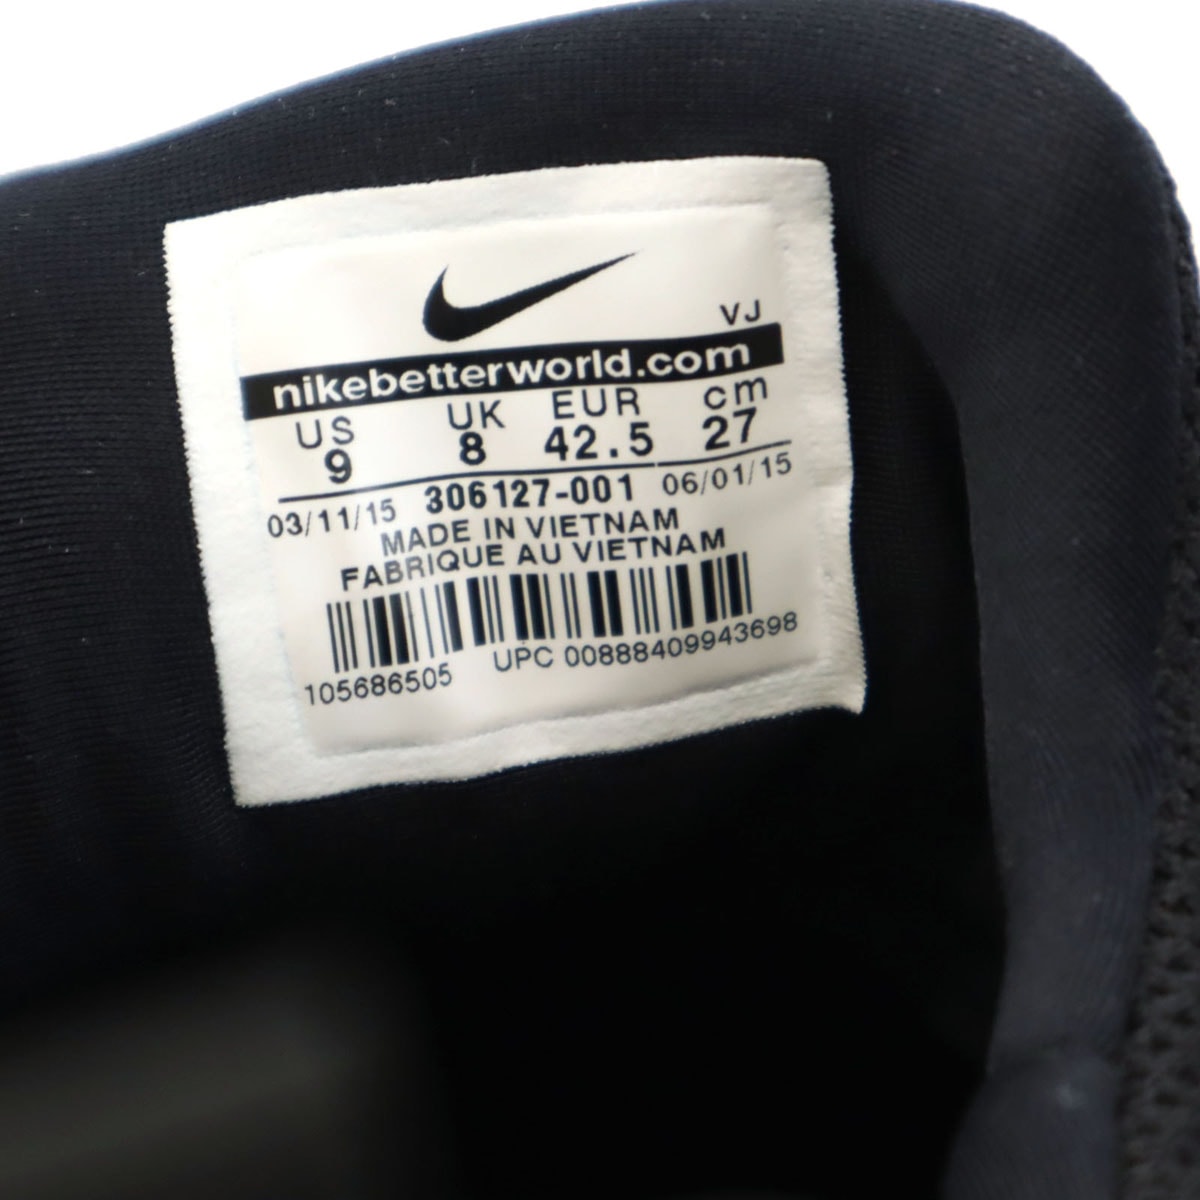 VJ
nikebetterworld.com
US UK EUR cm
9 8 42.5 27
03/11/15 306127-001 06/01/15
MADE IN VIETNAM
FABRIQUE AU VIETNAM
105686505 UPC 00888409943698